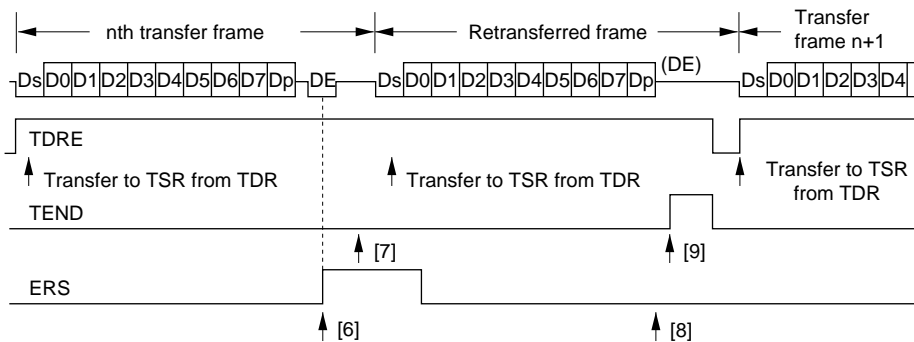 nth transfer frame
Retransferred frame
Transfer
frame n+1
Ds D0 D1 D2 D3 D4 D5 D6 D7 Dp DE Ds D0 D1 D2 D3 D4 D5 D6 D7 Dp (DE) Ds D0 D1 D2 D3 D4
TDRE
Transfer to TSR from TDR
Transfer to TSR from TDR
Transfer to TSR
from TDR
TEND
[7]
[9]
ERS
[6]
[8]